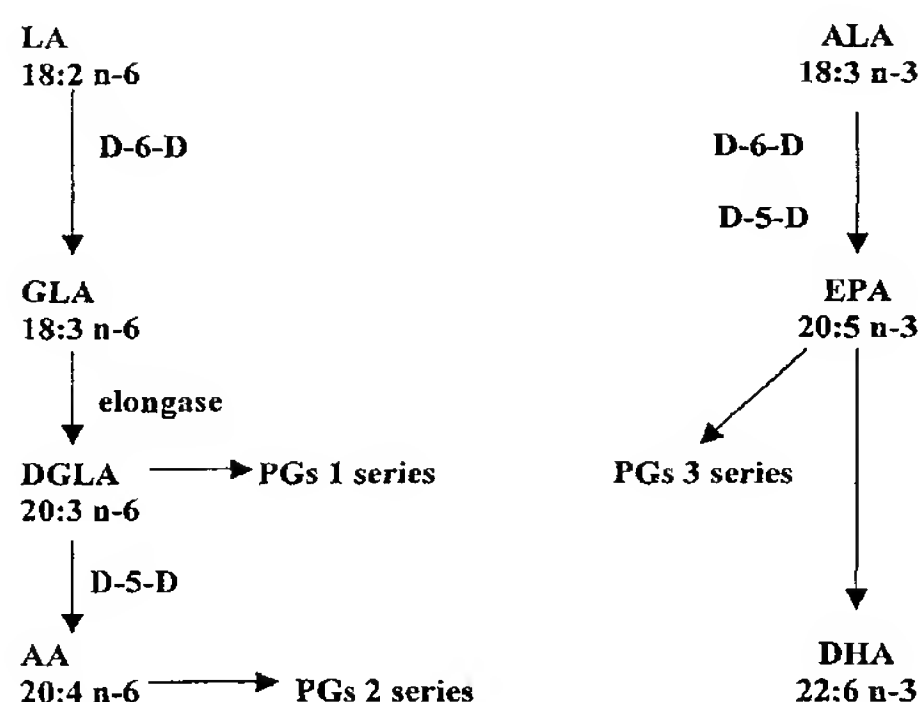 LA
18:2 n-6
D-6-D
GLA
18:3 n-6
elongase
DGLA
20:3 n-6
PGs 1 series
D-5-D
AA
20:4 n-6
PGs 2 series
ALA
18:3 n-3
D-6-D
D-5-D
EPA
20:5 n-3
PGs 3 series
DHA
22:6 n-3